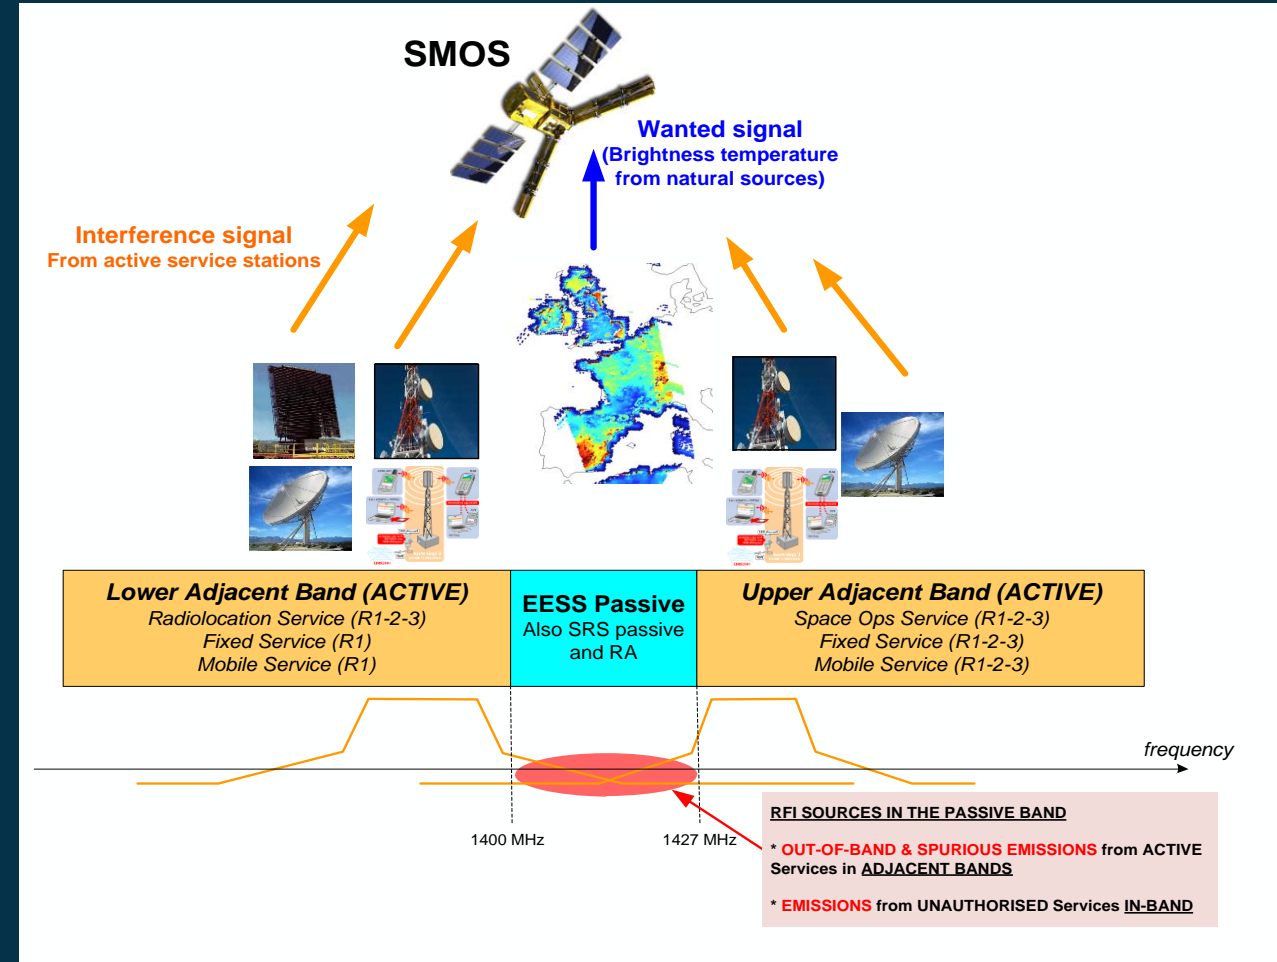 SMOS
Wanted signal
(Brightness temperature
from natural sources)
Interference signal
From active service stations
Lower Adjacent Band (ACTIVE)
Radiolocation Service (R1-2-3)
Fixed Service (R1)
Mobile Service (R1)
EESS Passive
Also SRS passive
and RA
Upper Adjacent Band (ACTIVE)
Space Ops Service (R1-2-3)
Fixed Service (R1-2-3)
Mobile Service (R1-2-3)
frequency
1400 MHz
1427 MHz
RFI SOURCES IN THE PASSIVE BAND
* OUT-OF-BAND & SPURIOUS EMISSIONS from ACTIVE
Services in ADJACENT BANDS
* EMISSIONS from UNAUTHORISED Services IN-BAND